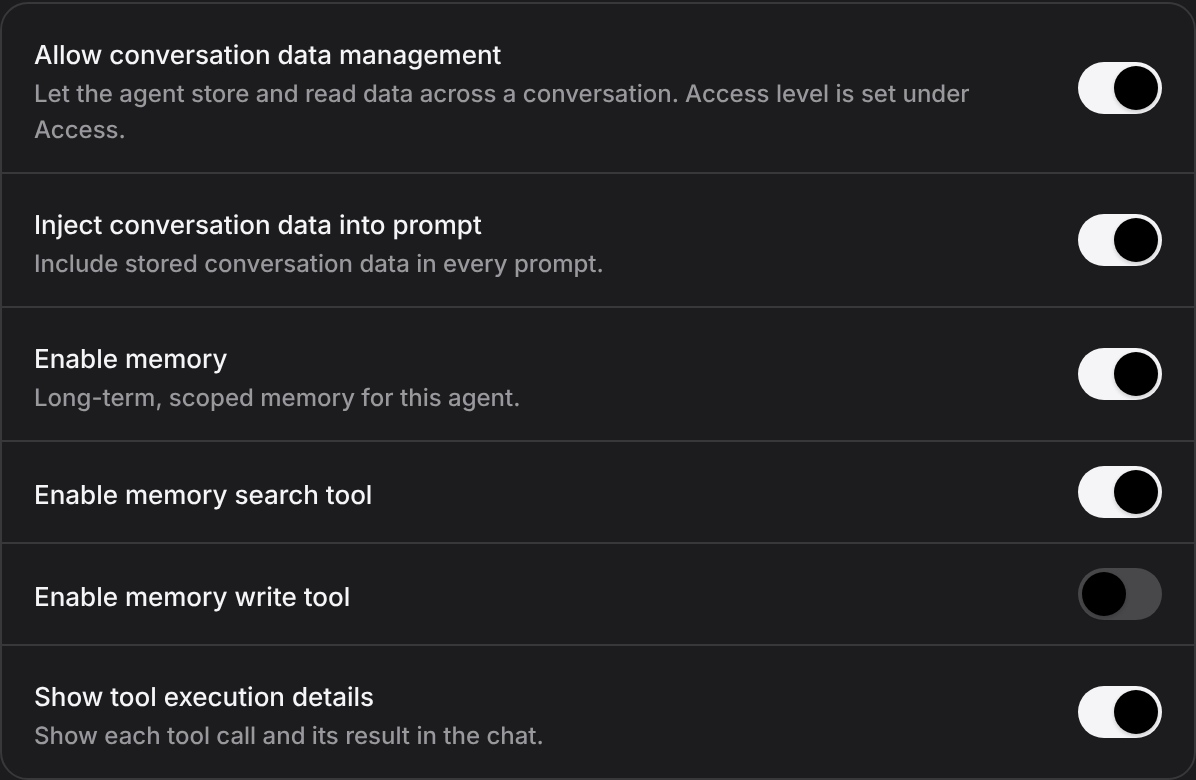 Allow conversation data management
Let the agent store and read data across a conversation. Access level is set under
Access.
Inject conversation data into prompt
Include stored conversation data in every prompt.
Enable memory
Long-term, scoped memory for this agent.
Enable memory search tool
Enable memory write tool
Show tool execution details
Show each tool call and its result in the chat.